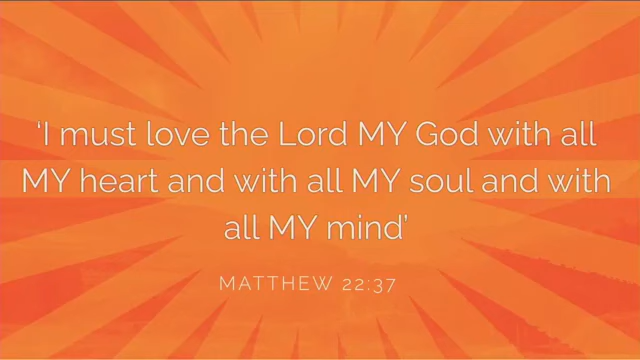 ‘I must love the Lord MY God with all
MY heart and with all MY soul and with
all MY mind’
MATTHEW 22:37